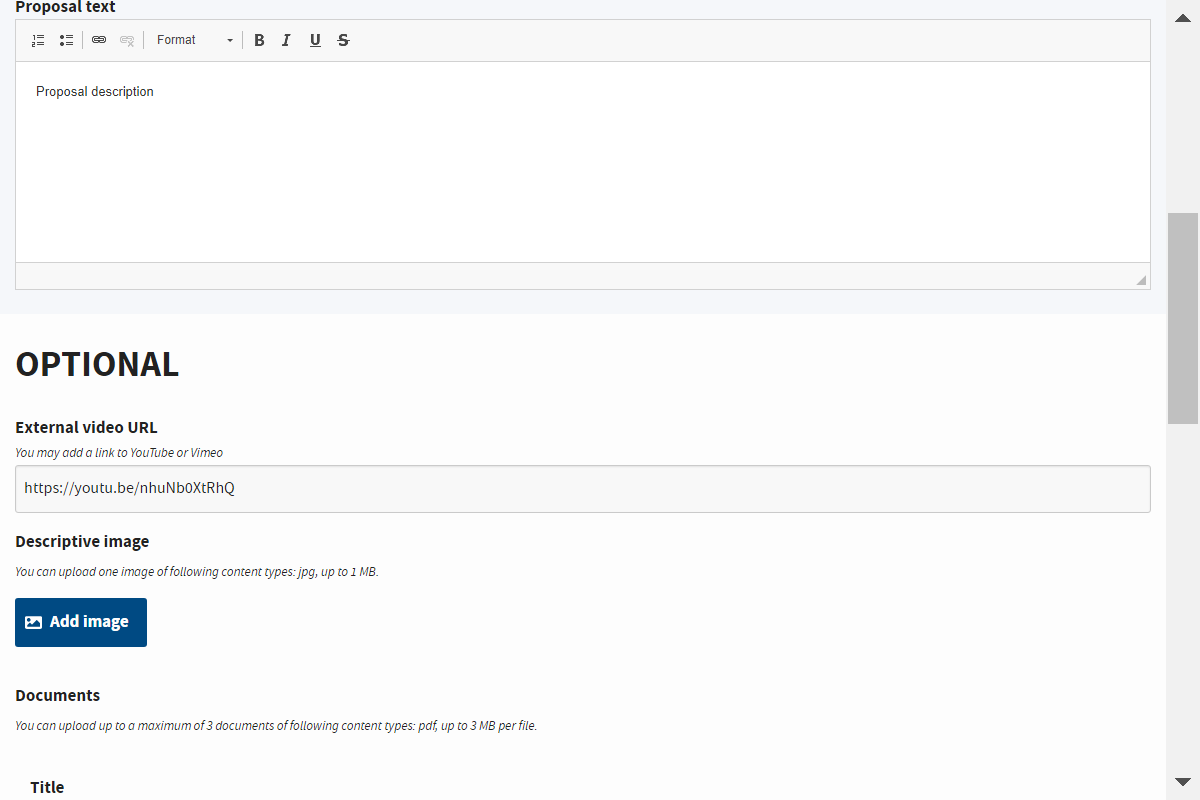 Proposal text
Format B I U S
Proposal description
OPTIONAL
External video URL
You may add a link to YouTube or Vimeo
https://youtu.be/nhuNb0XtRhQ
Descriptive image
You can upload one image of following content types: jpg, up to 1 MB.
Add image
Documents
You can upload up to a maximum of 3 documents of following content types: pdf, up to 3 MB per file.
Title